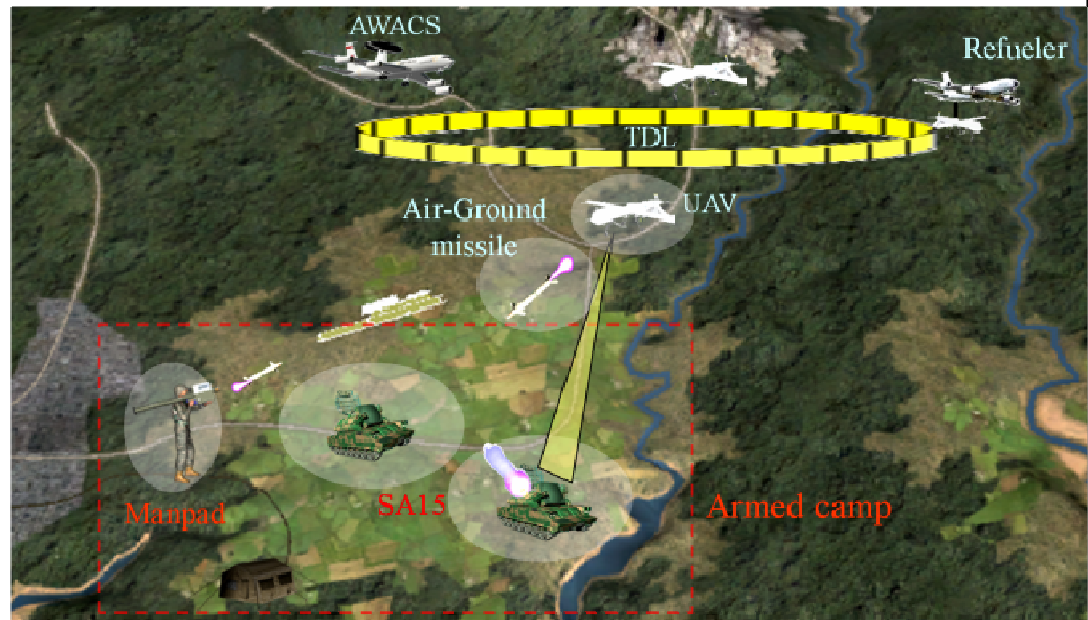 AWACS
Refueler
TDL
UAV
Air-Ground
missile
SA15
Manpad
Armed camp